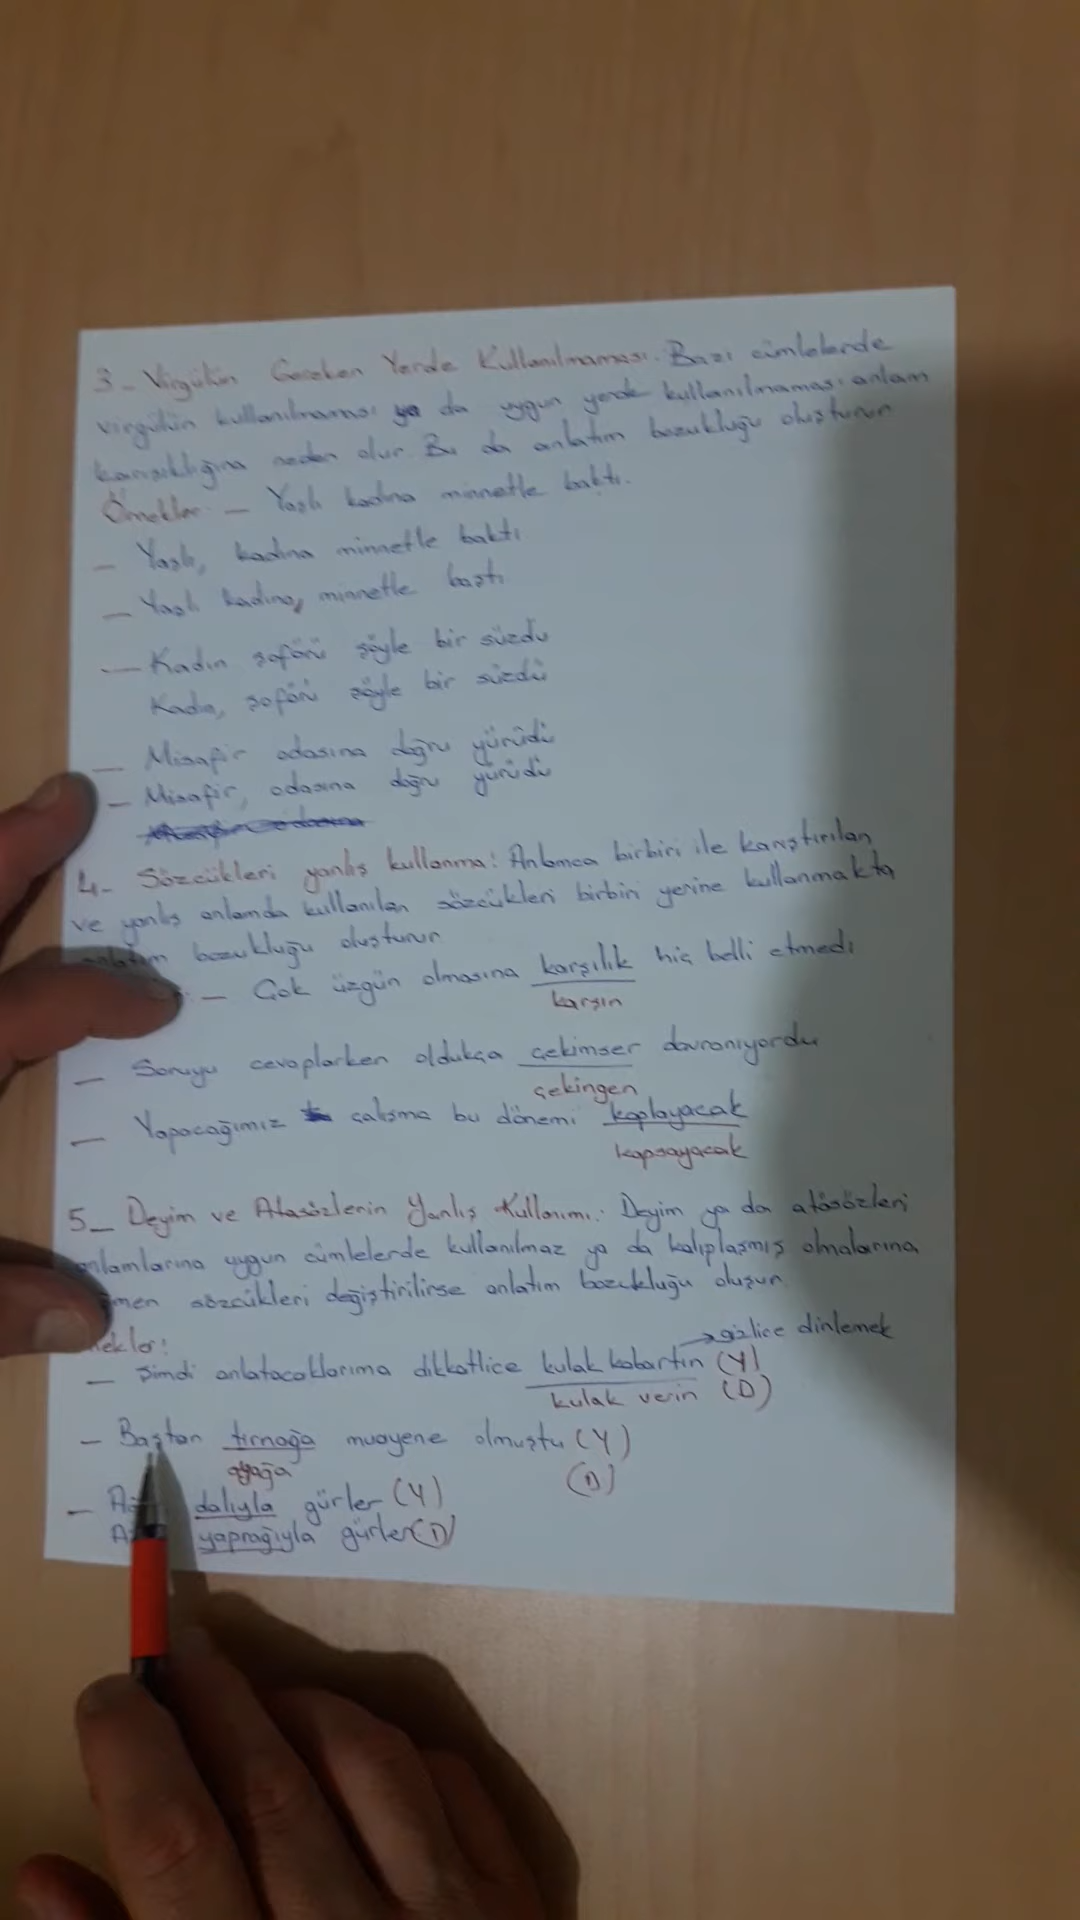 3- Virgülün Gereken Yerde Kullanılmaması: Bazı cümlelerde
virgülün kullanılmaması ya da uygun yerde kullanılmaması anlam
karışıklığına neden olur. Bu da anlatım bozukluğu oluşturur
Örnekler - Yaşlı kadına minnetle baktı.
- Yaşlı, kadına minnetle baktı
- Yaşlı kadına, minnetle baktı
- Kadın şoförü şöyle bir süzdü
Kadın, şoförü şöyle bir süzdü
- Misafir odasına doğru yürüdü
- Misafir, odasına doğru yürüdü
4- Sözcükleri yanlış kullanma: Anlamca birbiri ile karıştırılan
ve yanlış anlamda kullanılan sözcükleri birbiri yerine kullanmakta
anlatım bozukluğu oluşturur
- Çok üzgün olmasına karşılık hiç belli etmedi
karşın
- Soruyu cevaplarken oldukça çekimser davranıyordu
çekingen
- Yapacağımız çalışma bu dönemi kaplayacak
kapsayacak
5- Deyim ve Atasözlerin Yanlış Kullanımı: Deyim ya da atasözleri
anlamlarına uygun cümlelerde kullanılmaz ya da kalıplaşmış olmalarına
sözcükleri değiştirilirse anlatım bozukluğu oluşur
→ gizlice dinlemek
- Şimdi anlatacaklarıma dikkatlice kulak kabartın (Y)
kulak verin (D)
- Baştan tırnağa muayene olmuştu (Y)
ayağa (D)
- dalıyla gürler (Y)
yaprağıyla gürler (D)